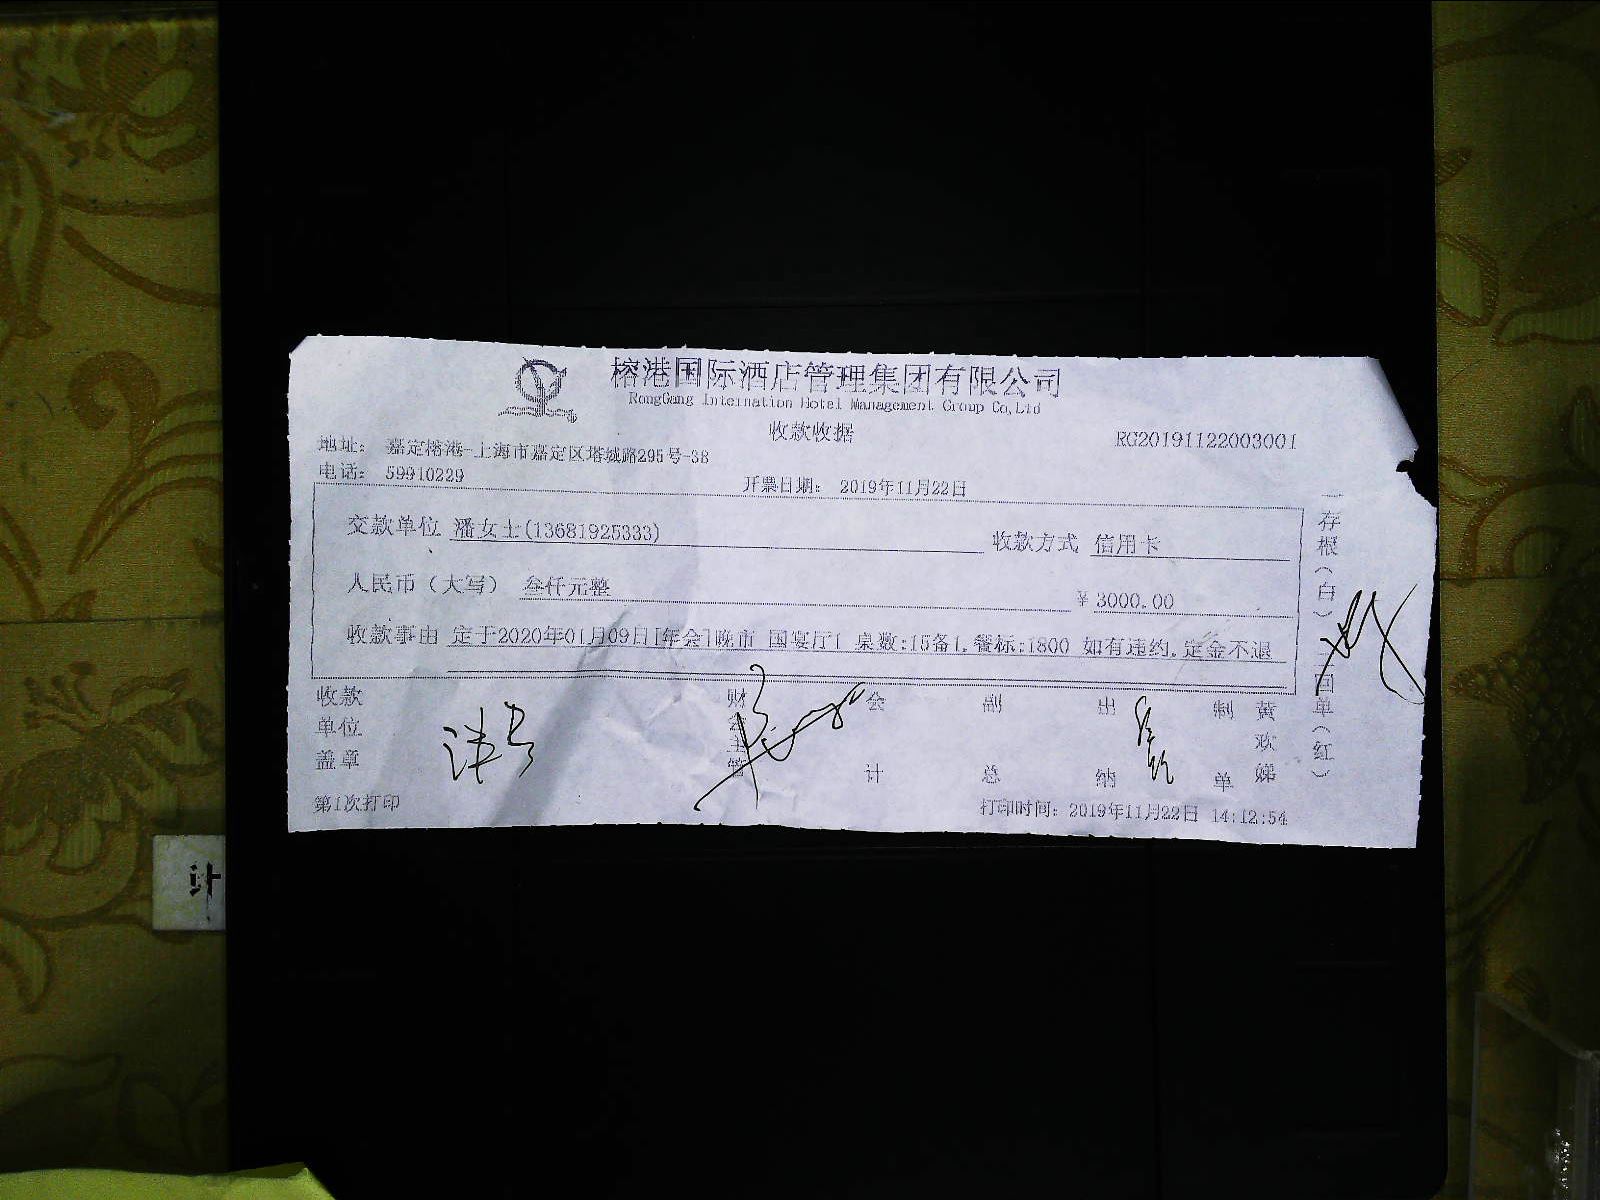 榕港国际酒店管理集团有限公司
RongGang Internation Hotel Management Group Co,Ltd
收款收据
RG20191122003001
地址: 嘉定榕港-上海市嘉定区塔城路295号-38
电话: 59910229
开票日期: 2019年11月22日
交款单位 潘女士(13681925333) 收款方式 信用卡
人民币(大写) 叁仟元整 ¥ 3000.00
收款事由 定于2020年01月09日[年会]晚市 国宴厅1 桌数:15备1,餐标:1800 如有违约,定金不退
一存根(白)二回单(红)
收款单位盖章
财会主管
会计
副总
出纳
制单
黄欢娣
第1次打印
打印时间: 2019年11月22日 14:12:54
计